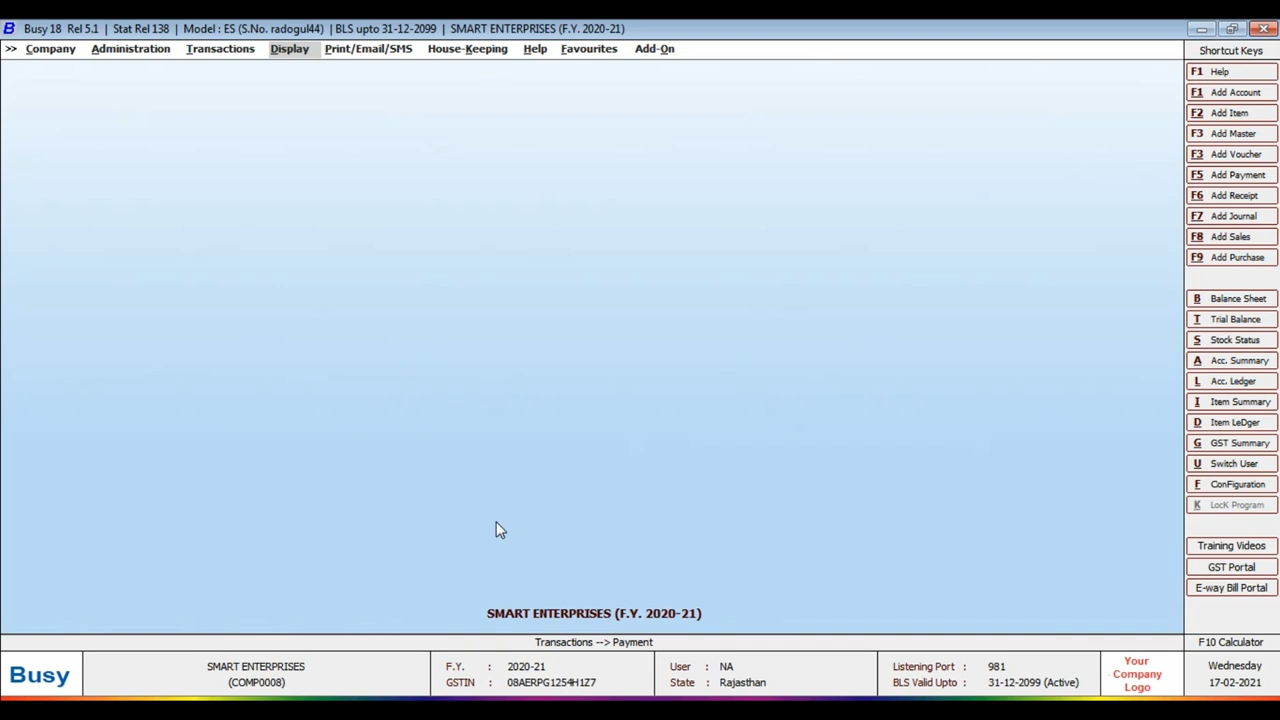 Busy 18 Rel 5.1 | Stat Rel 138 | Model : ES (S.No. radogul44) | BLS upto 31-12-2099 | SMART ENTERPRISES (F.Y. 2020-21)
>> Company Administration Transactions Display Print/Email/SMS House-Keeping Help Favourites Add-On
Shortcut Keys
F1 Help
F1 Add Account
F2 Add Item
F3 Add Master
F3 Add Voucher
F5 Add Payment
F6 Add Receipt
F7 Add Journal
F8 Add Sales
F9 Add Purchase
B Balance Sheet
T Trial Balance
S Stock Status
A Acc. Summary
L Acc. Ledger
I Item Summary
D Item LeDger
G GST Summary
U Switch User
F ConFiguration
K LocK Program
Training Videos
GST Portal
E-way Bill Portal
SMART ENTERPRISES (F.Y. 2020-21)
Transactions --> Payment
F10 Calculator
Busy
SMART ENTERPRISES
(COMP0008)
F.Y. : 2020-21
GSTIN : 08AERPG1254H1Z7
User : NA
State : Rajasthan
Listening Port : 981
BLS Valid Upto : 31-12-2099 (Active)
Your
Company
Logo
Wednesday
17-02-2021